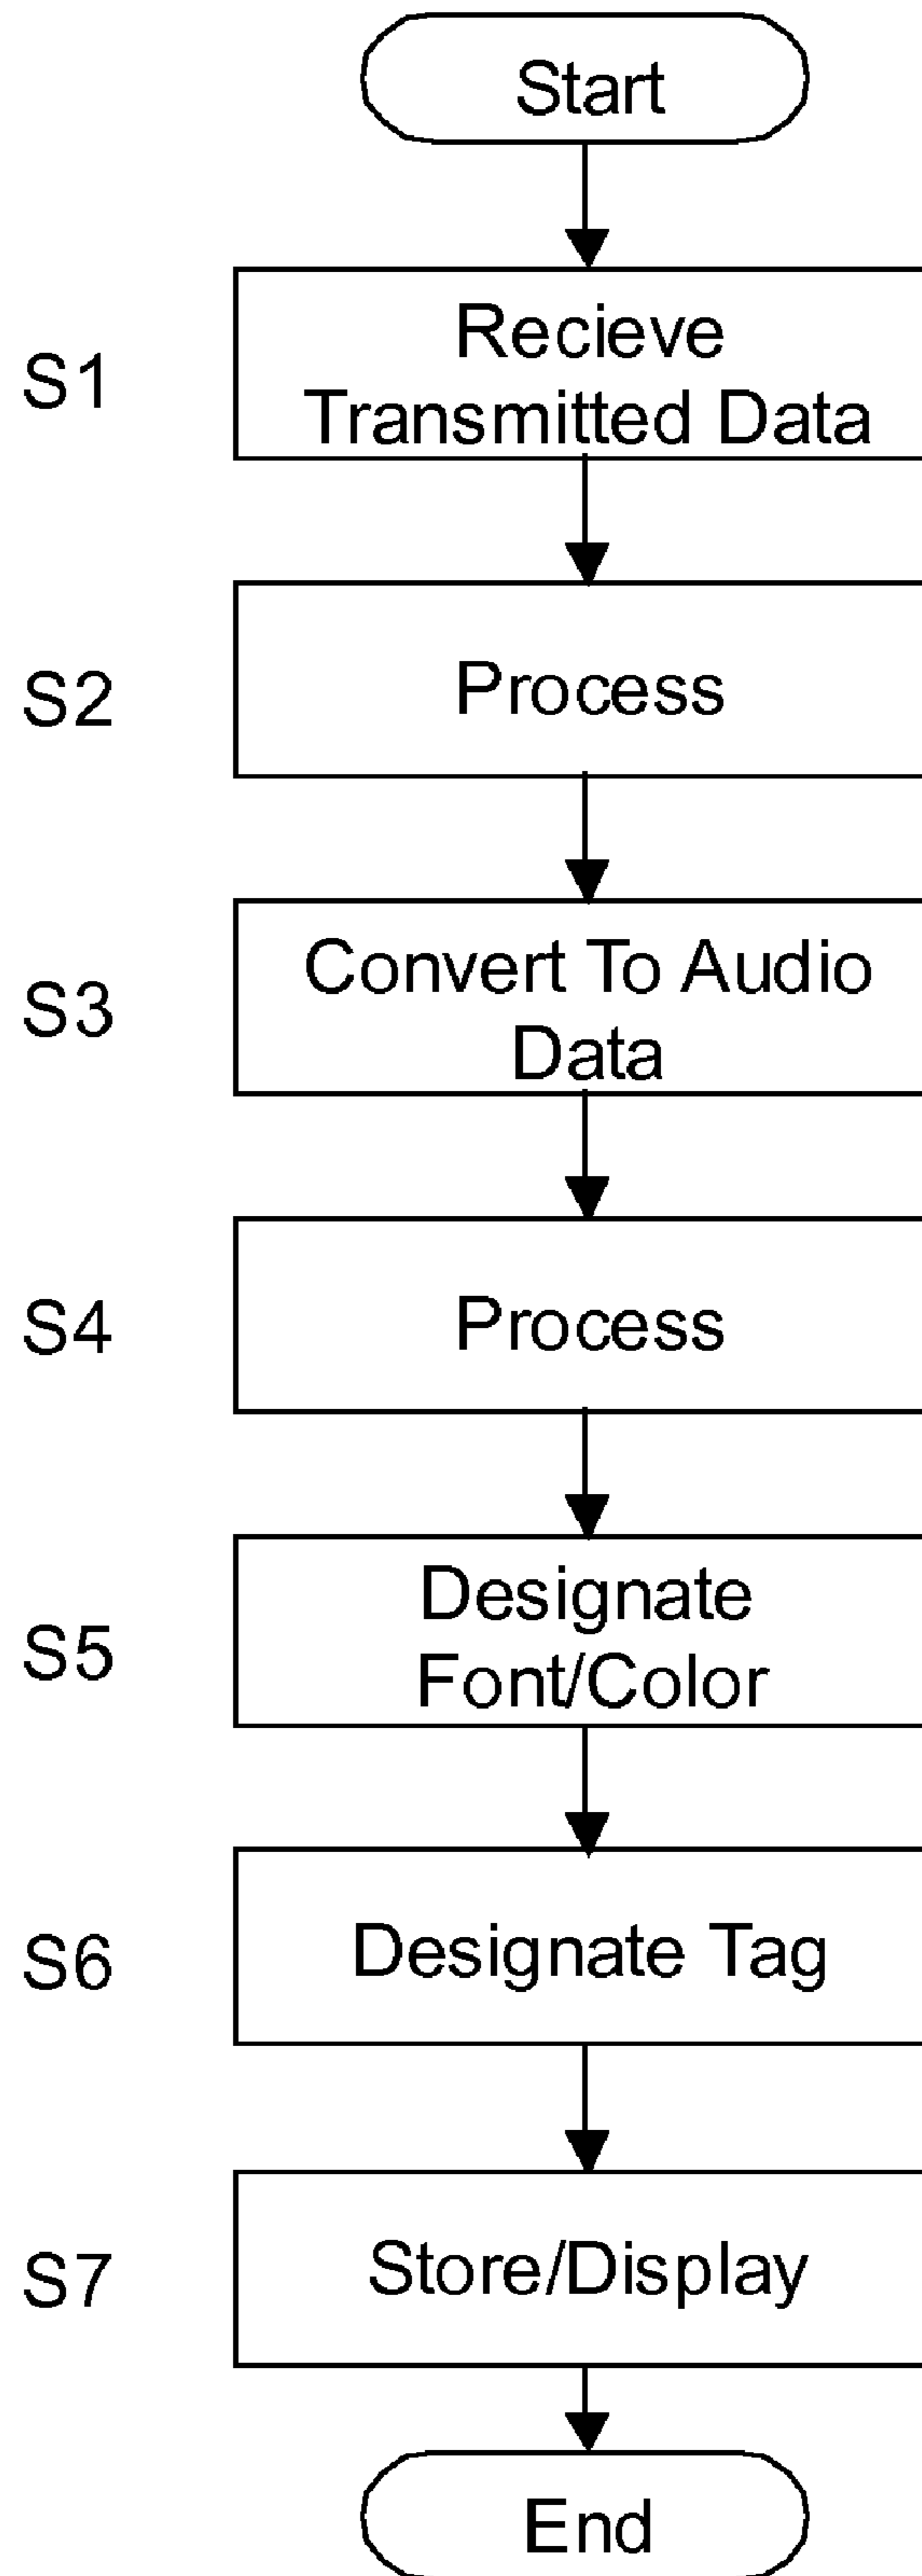 Start
S1
Recieve
Transmitted Data
S2
Process
S3
Convert To Audio
Data
S4
Process
S5
Designate
Font/Color
S6
Designate Tag
S7
Store/Display
End